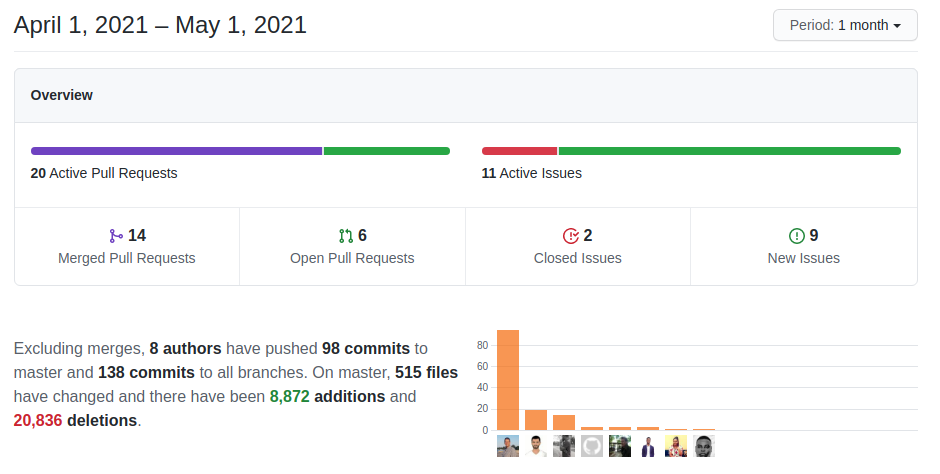 April 1, 2021 – May 1, 2021
Period: 1 month
Overview
20 Active Pull Requests
11 Active Issues
14
Merged Pull Requests
6
Open Pull Requests
2
Closed Issues
9
New Issues
Excluding merges, 8 authors have pushed 98 commits to
master and 138 commits to all branches. On master, 515 files
have changed and there have been 8,872 additions and
20,836 deletions.
80
60
40
20
0